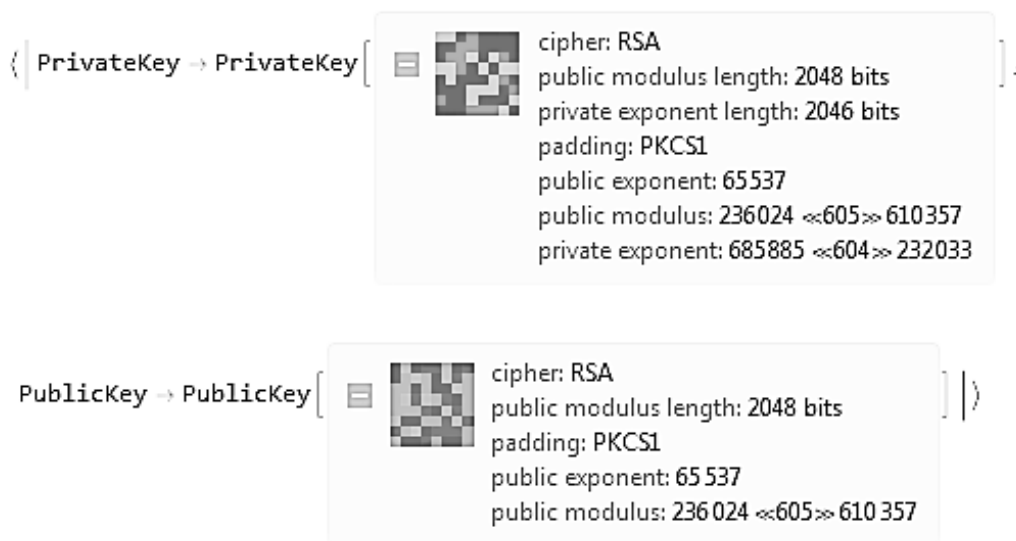 cipher: RSA
⟨| PrivateKey → PrivateKey[
public modulus length: 2048 bits
],
private exponent length: 2046 bits
padding: PKCS1
public exponent: 65537
public modulus: 236024 ≪605≫ 610357
private exponent: 685885 ≪604≫ 232033
cipher: RSA
PublicKey → PublicKey[
] |⟩
public modulus length: 2048 bits
padding: PKCS1
public exponent: 65537
public modulus: 236024 ≪605≫ 610357